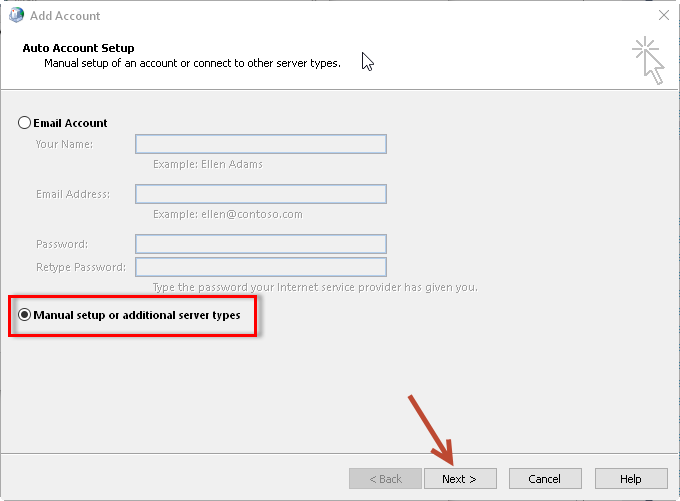 Add Account
Auto Account Setup
Manual setup of an account or connect to other server types.
Email Account
Your Name:
Example: Ellen Adams
Email Address:
Example: ellen@contoso.com
Password:
Retype Password:
Type the password your Internet service provider has given you.
Manual setup or additional server types
< Back Next > Cancel Help